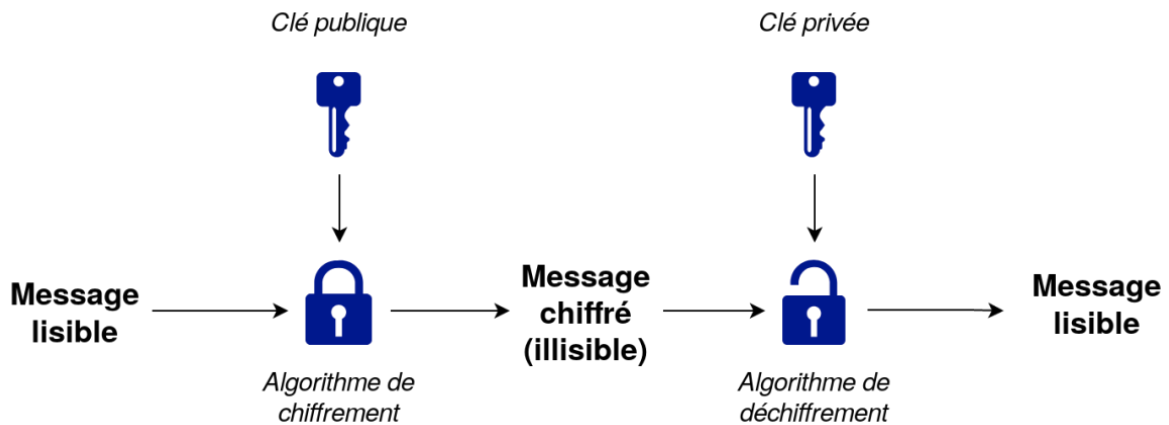 Clé publique
Clé privée
Message
lisible
Message
chiffré
(illisible)
Message
lisible
Algorithme de
chiffrement
Algorithme de
déchiffrement